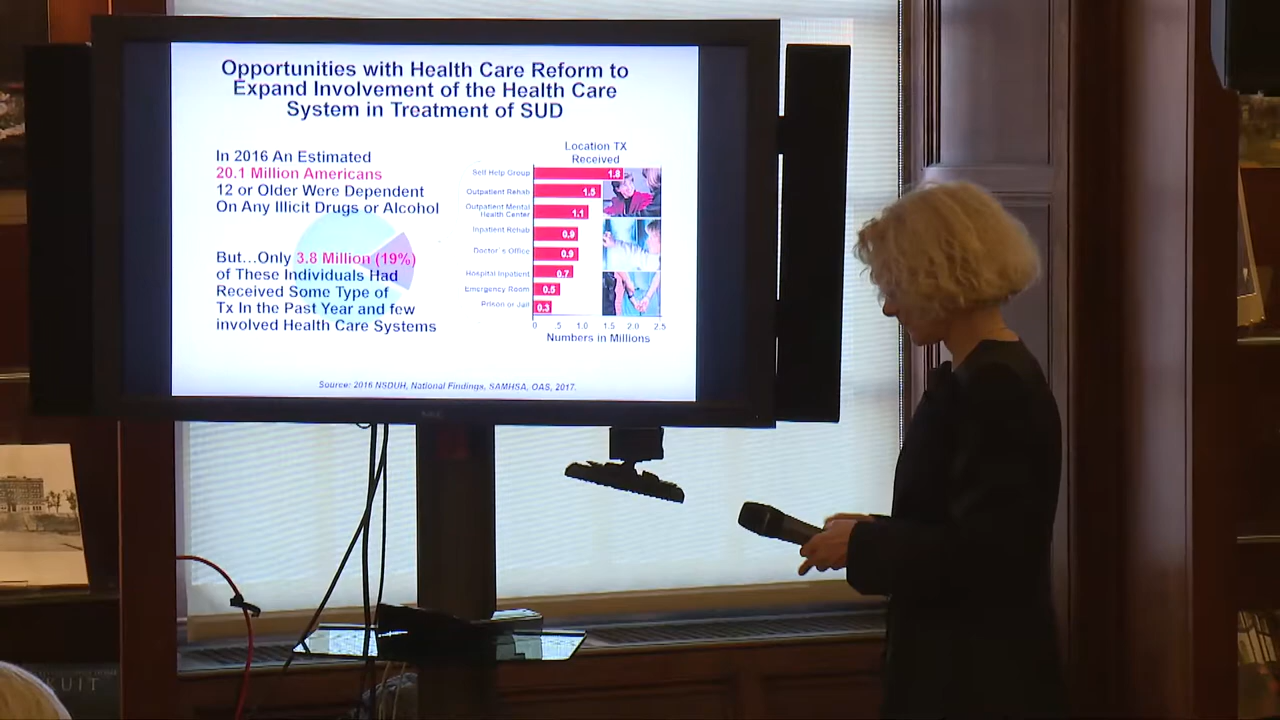 Opportunities with Health Care Reform to
Expand Involvement of the Health Care
System in Treatment of SUD
In 2016 An Estimated
20.1 Million Americans
12 or Older Were Dependent
On Any Illicit Drugs or Alcohol
But...Only 3.8 Million (19%)
of These Individuals Had
Received Some Type of
Tx In the Past Year and few
involved Health Care Systems
Location TX
Received
Self Help Group 1.8
Outpatient Rehab 1.5
Outpatient Mental
Health Center 1.1
Inpatient Rehab 0.9
Doctor's Office 0.9
Hospital Inpatient 0.7
Emergency Room 0.5
Prison or Jail 0.3
0 .5 1.0 1.5 2.0 2.5
Numbers in Millions
Source: 2016 NSDUH, National Findings, SAMHSA, OAS, 2017.
NEC